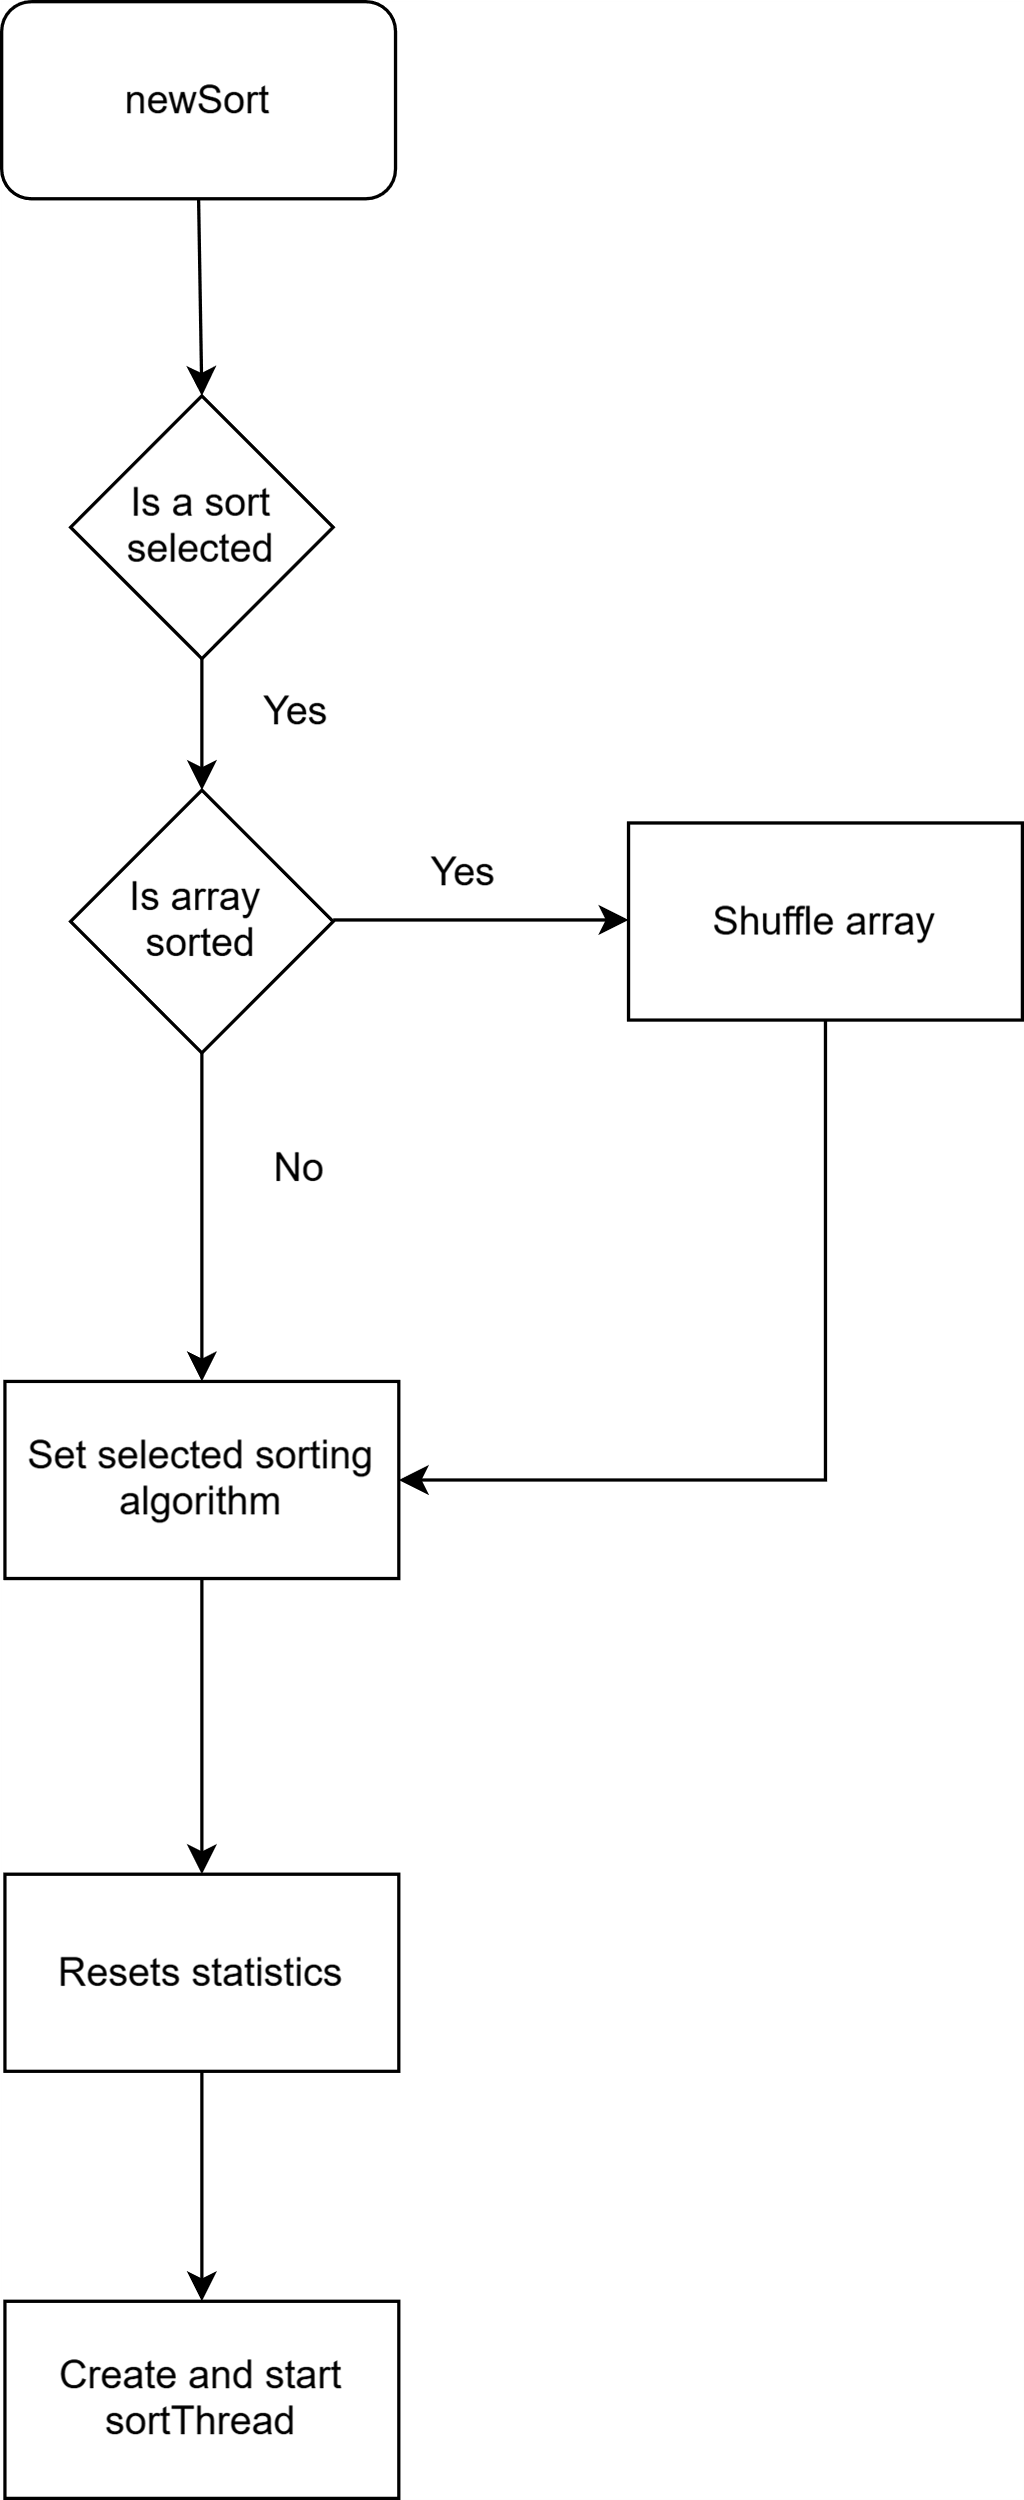 newSort
Is a sort
selected
Yes
Is array
sorted
Yes
Shuffle array
No
Set selected sorting
algorithm
Resets statistics
Create and start
sortThread